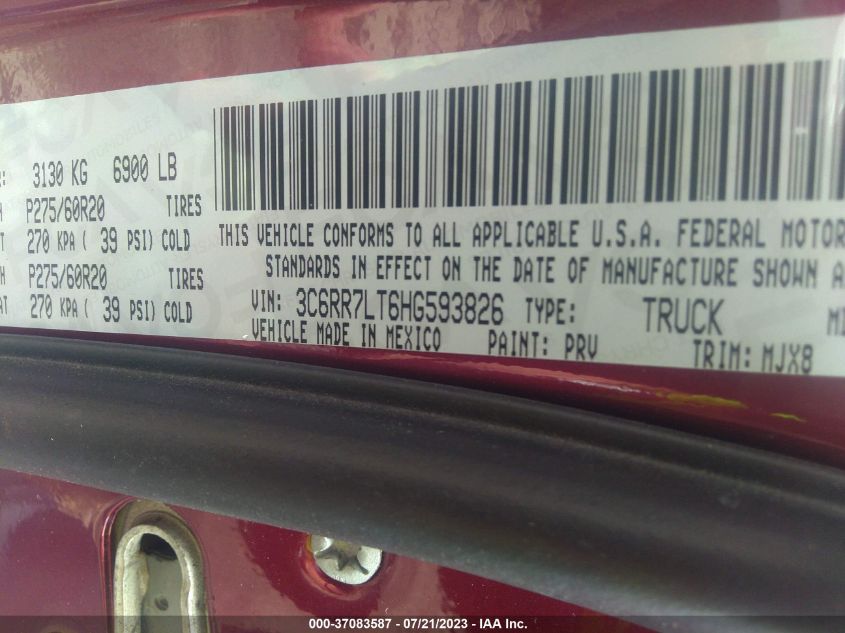 R: 3130 KG 6900 LB
P275/60R20 TIRES
270 KPA ( 39 PSI) COLD
P275/60R20 TIRES
270 KPA ( 39 PSI) COLD
THIS VEHICLE CONFORMS TO ALL APPLICABLE U.S.A. FEDERAL MOTOR
STANDARDS IN EFFECT ON THE DATE OF MANUFACTURE SHOWN A
VIN: 3C6RR7LT6HG593826 TYPE: TRUCK
VEHICLE MADE IN MEXICO PAINT: PRV TRIM: MJX8
000-37083587 - 07/21/2023 - IAA Inc.